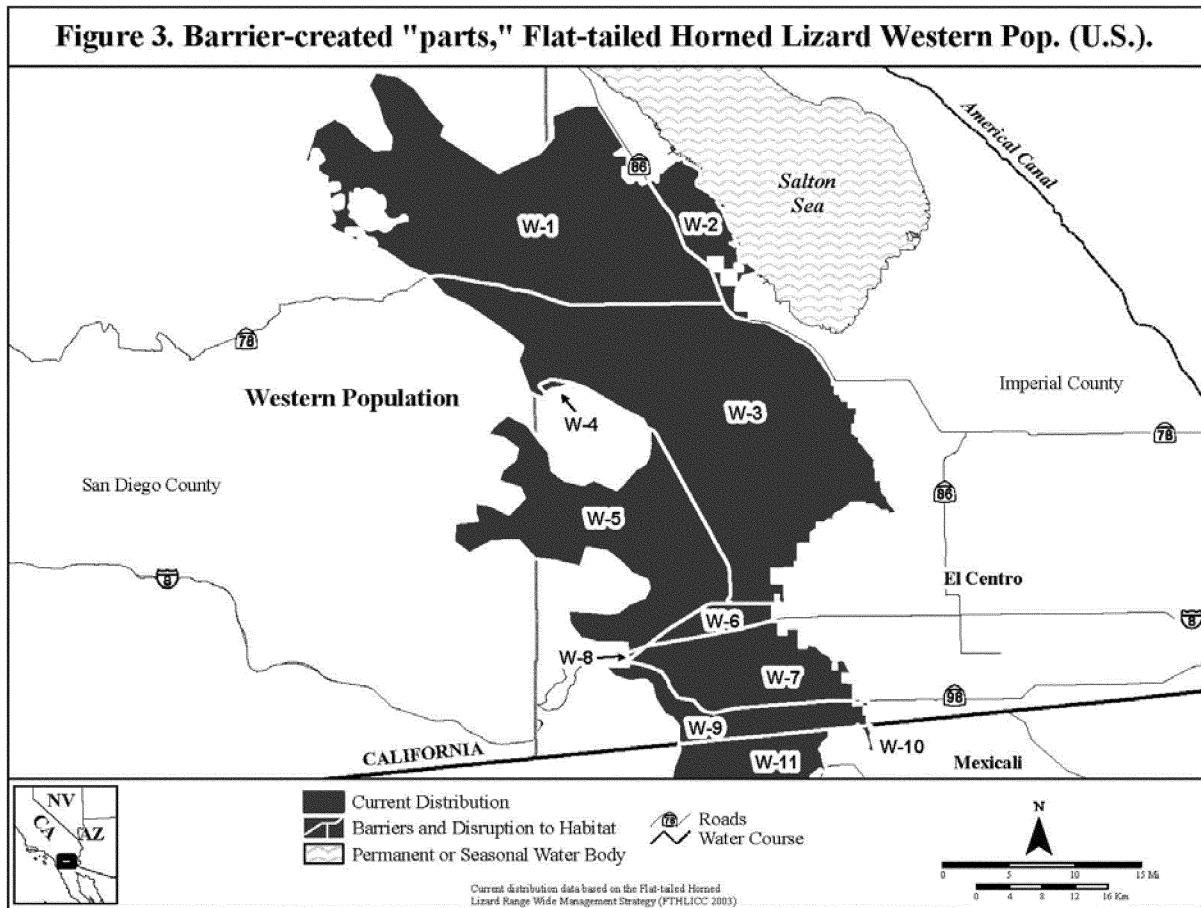 Figure 3. Barrier-created "parts," Flat-tailed Horned Lizard Western Pop. (U.S.).
Americal Canal
86
Salton
Sea
W-1
W-2
78
Imperial County
Western Population
W-3
W-4
78
San Diego County
86
W-5
8
El Centro
W-6
8
W-8
W-7
98
W-9
CALIFORNIA
W-10
W-11
Mexicali
NV
CA
AZ
Current Distribution
Barriers and Disruption to Habitat
Permanent or Seasonal Water Body
78
Roads
Water Course
N
0 5 10 15 Mi
0 4 8 12 16 Km
Current distribution data based on the Flat-tailed Horned
Lizard Range Wide Management Strategy (FTHLICC 2003)